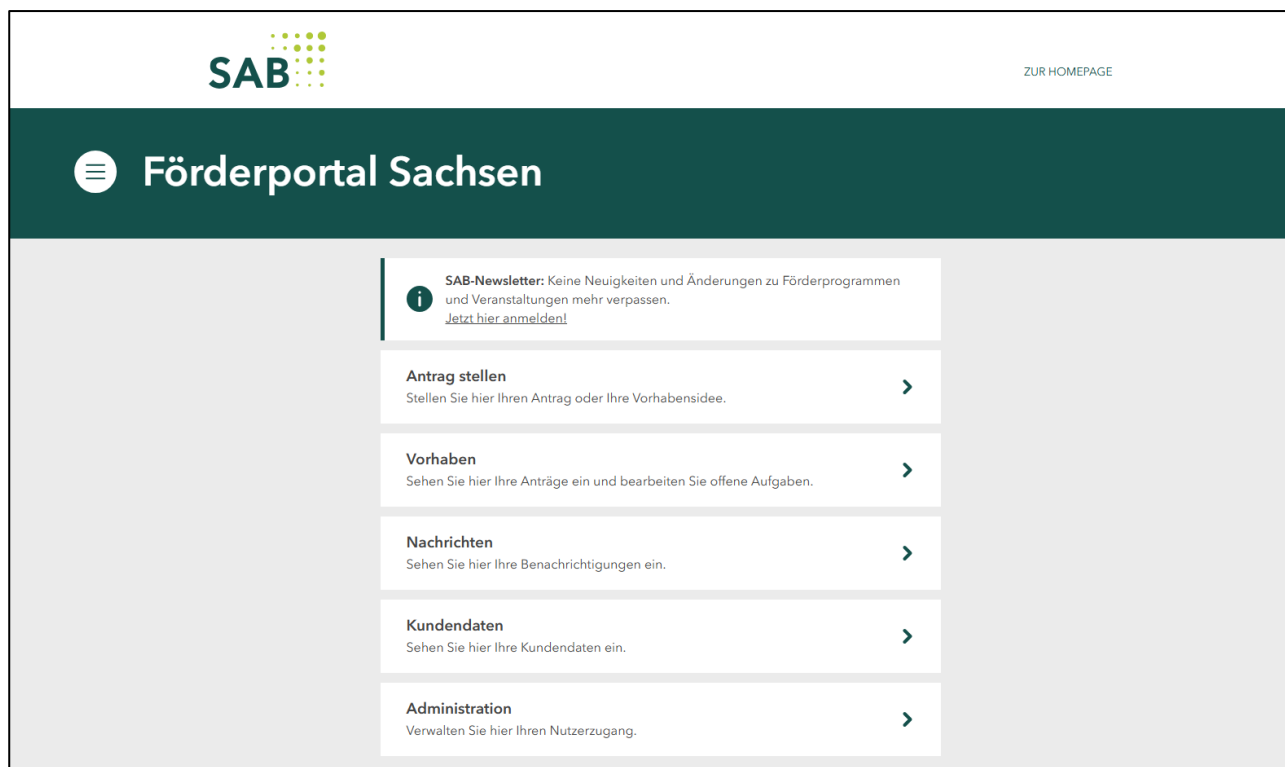 SAB
ZUR HOMEPAGE
Förderportal Sachsen
SAB-Newsletter: Keine Neuigkeiten und Änderungen zu Förderprogrammen
und Veranstaltungen mehr verpassen.
Jetzt hier anmelden!
Antrag stellen
Stellen Sie hier Ihren Antrag oder Ihre Vorhabensidee.
Vorhaben
Sehen Sie hier Ihre Anträge ein und bearbeiten Sie offene Aufgaben.
Nachrichten
Sehen Sie hier Ihre Benachrichtigungen ein.
Kundendaten
Sehen Sie hier Ihre Kundendaten ein.
Administration
Verwalten Sie hier Ihren Nutzerzugang.